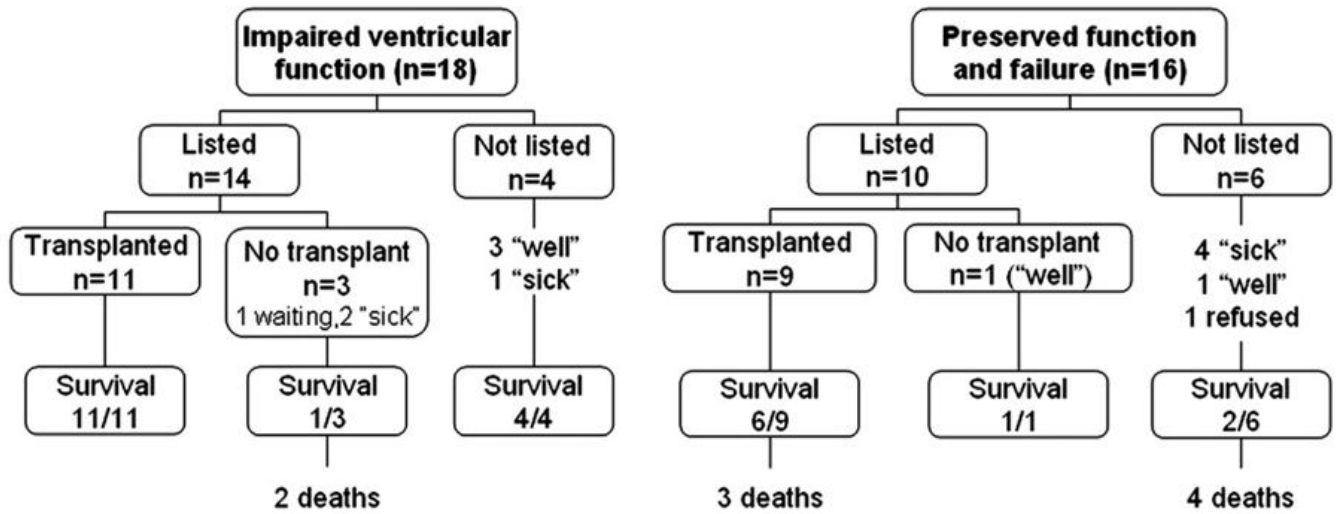 Impaired ventricular
function (n=18)
Listed
n=14
Not listed
n=4
Transplanted
n=11
No transplant
n=3
1 waiting,2 "sick"
3 “well”
1 “sick”
Survival
11/11
Survival
1/3
Survival
4/4
2 deaths
Preserved function
and failure (n=16)
Listed
n=10
Not listed
n=6
Transplanted
n=9
No transplant
n=1 (“well”)
4 “sick”
1 “well”
1 refused
Survival
6/9
Survival
1/1
Survival
2/6
3 deaths
4 deaths